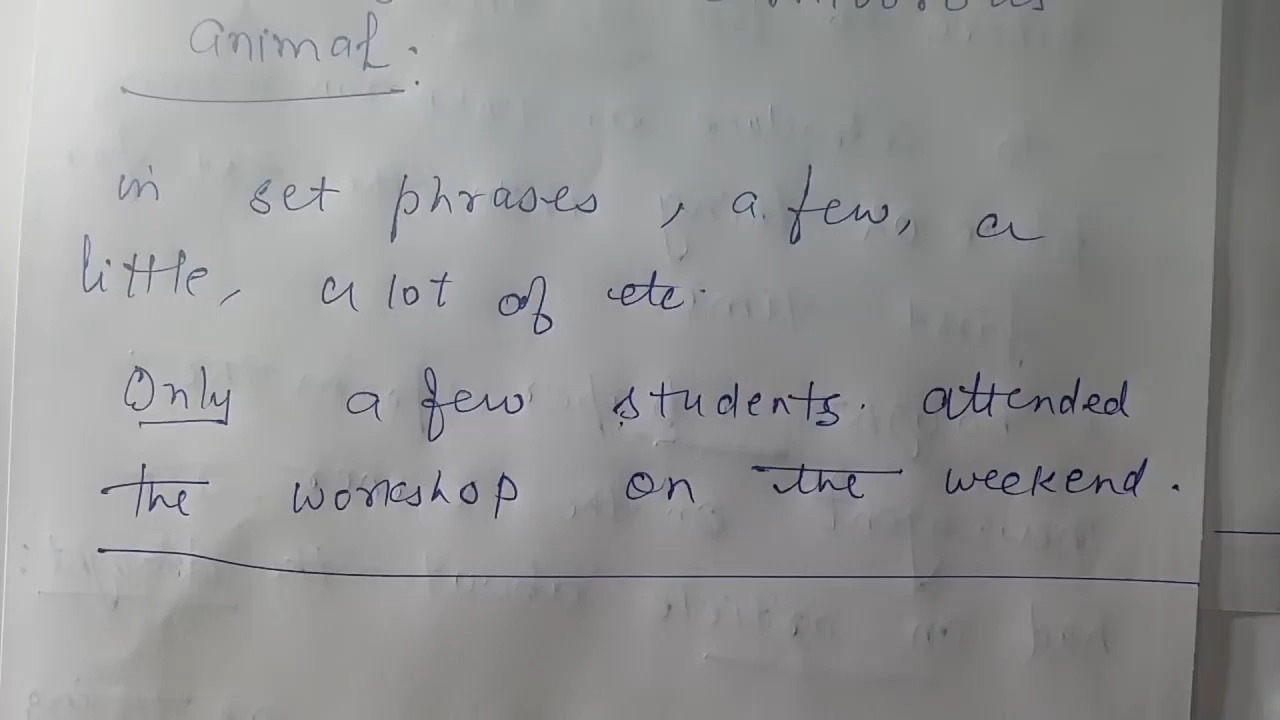 animal.
in set phrases, a few, a
little, a lot of etc.
Only a few students attended
the workshop on the weekend.